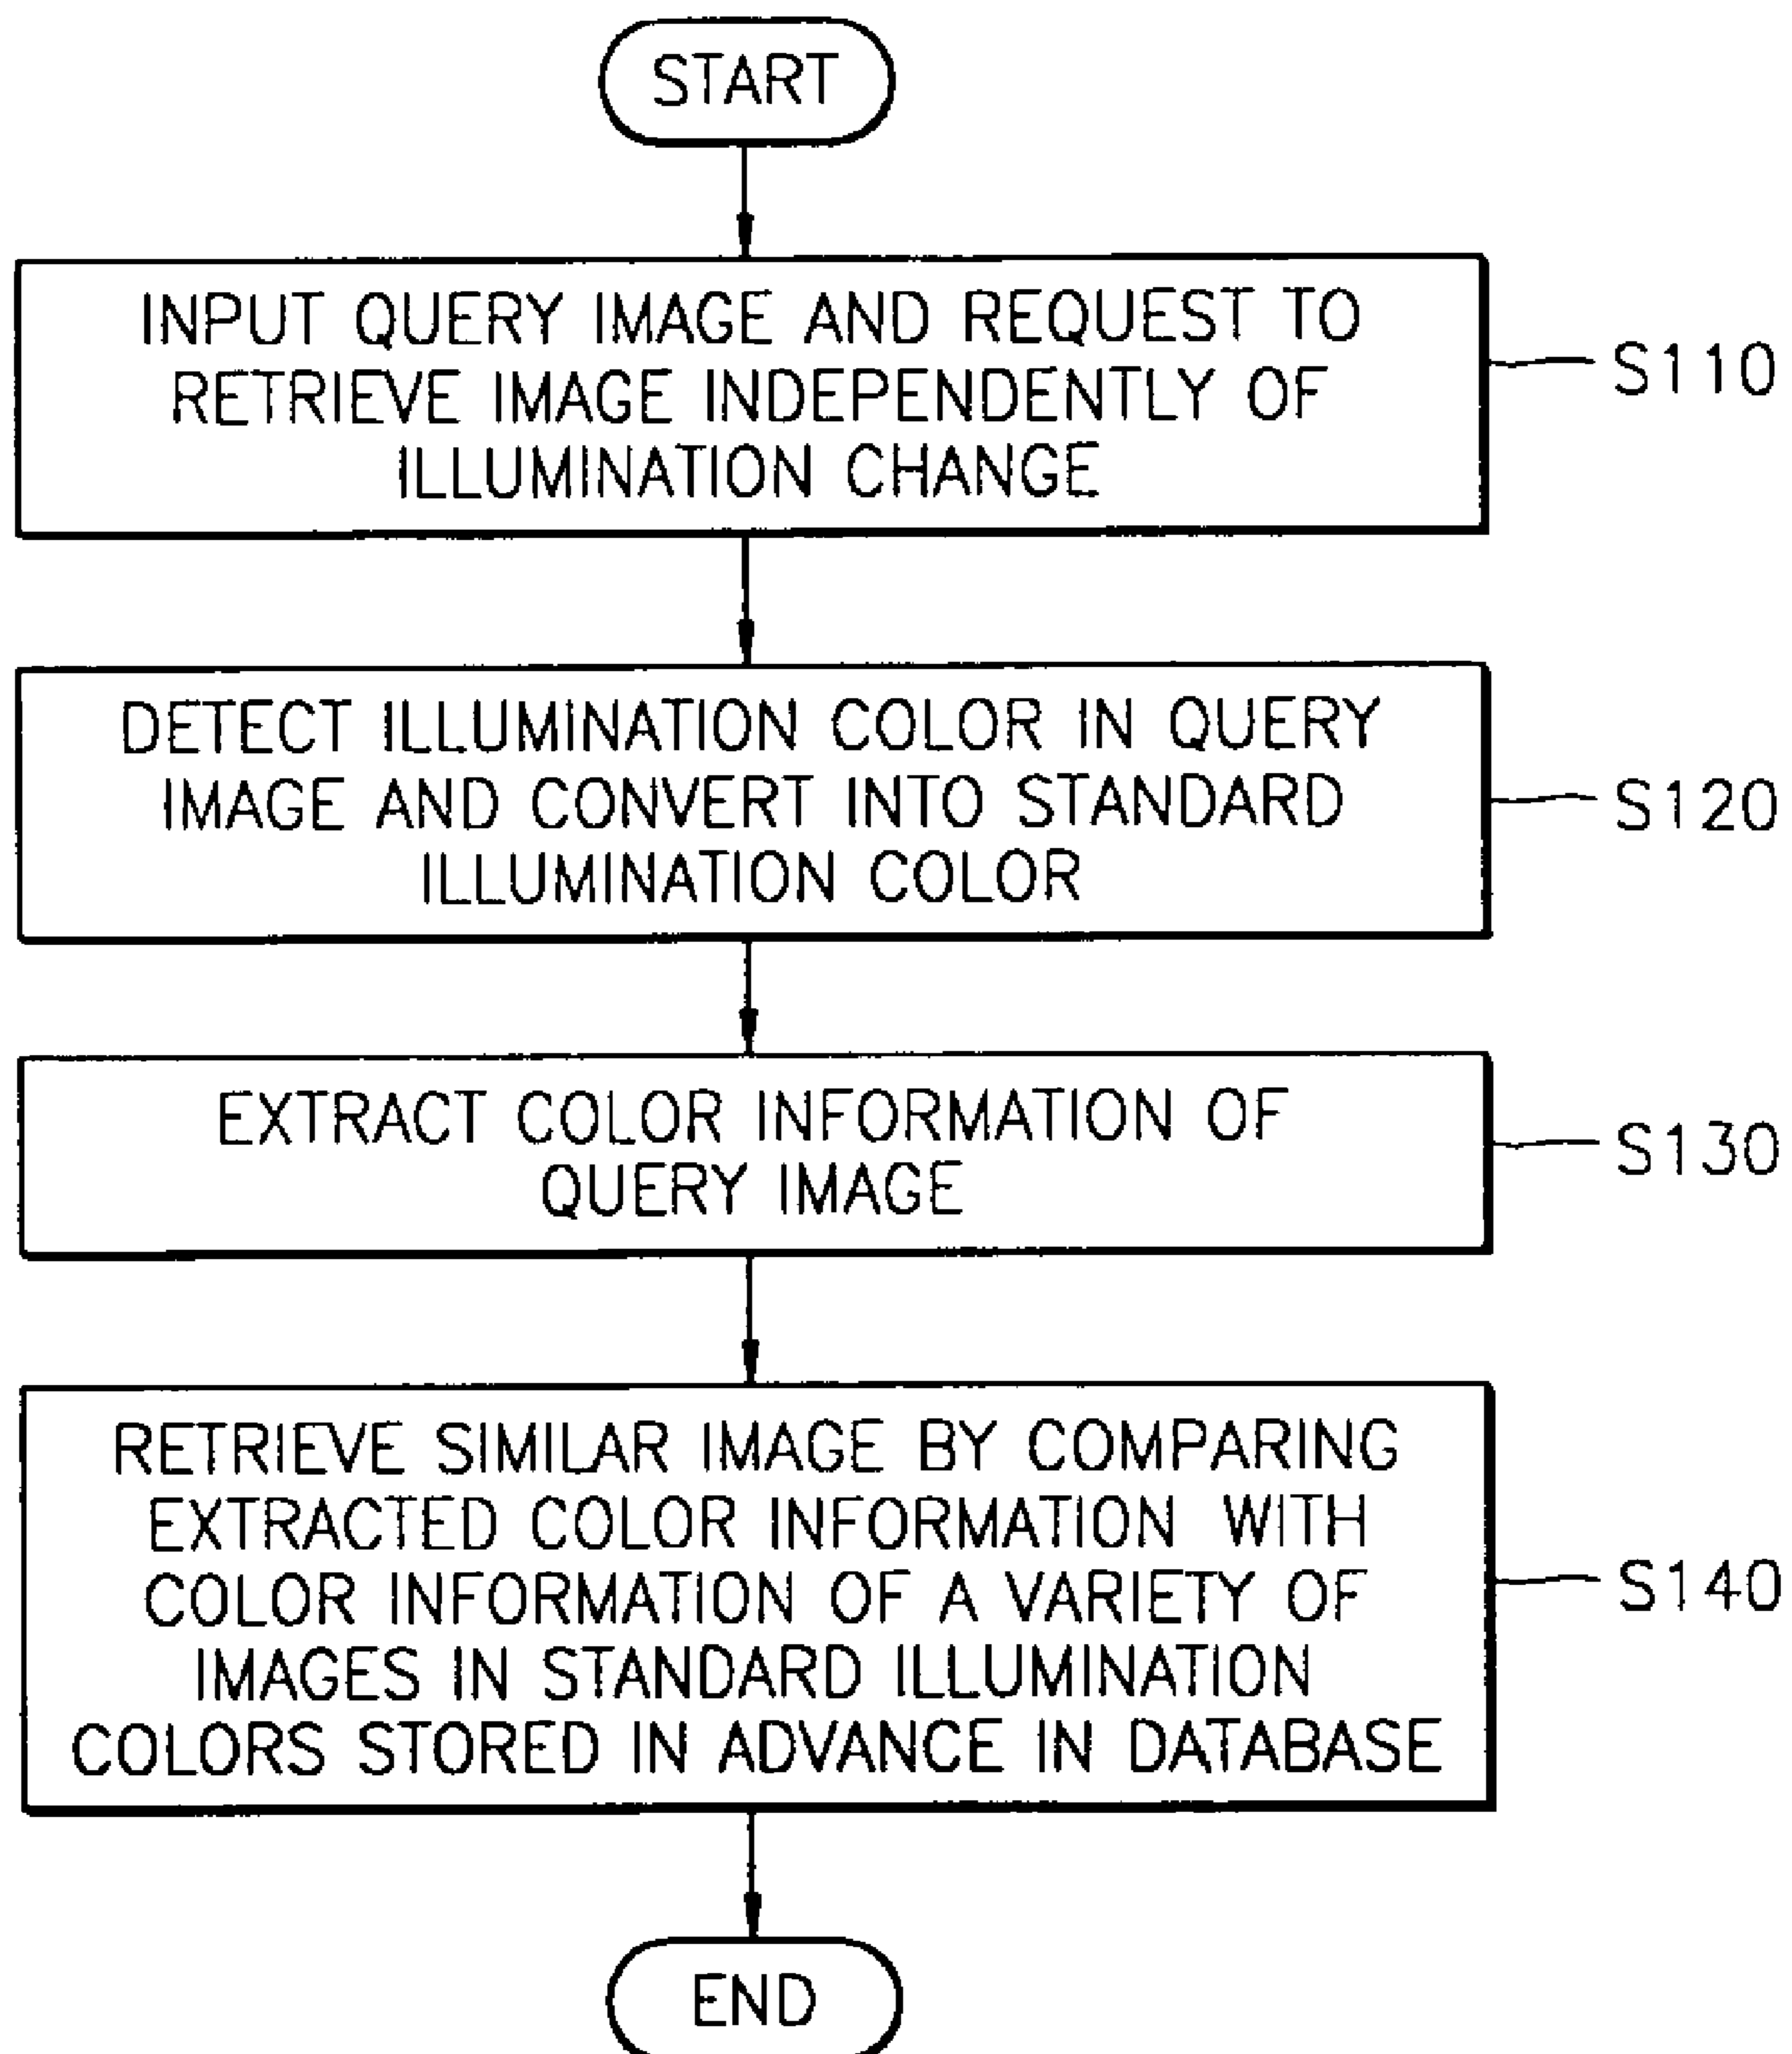 START
INPUT QUERY IMAGE AND REQUEST TO
RETRIEVE IMAGE INDEPENDENTLY OF
ILLUMINATION CHANGE
S110
DETECT ILLUMINATION COLOR IN QUERY
IMAGE AND CONVERT INTO STANDARD
ILLUMINATION COLOR
S120
EXTRACT COLOR INFORMATION OF
QUERY IMAGE
S130
RETRIEVE SIMILAR IMAGE BY COMPARING
EXTRACTED COLOR INFORMATION WITH
COLOR INFORMATION OF A VARIETY OF
IMAGES IN STANDARD ILLUMINATION
COLORS STORED IN ADVANCE IN DATABASE
S140
END